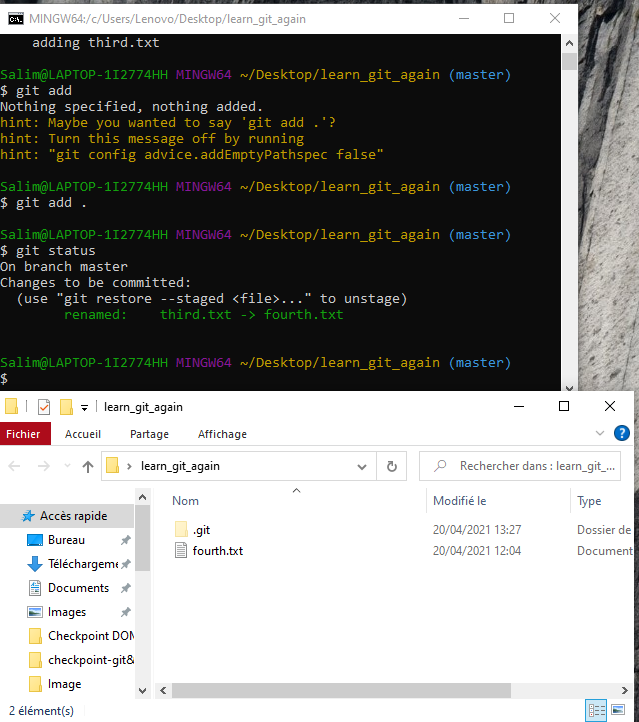 MINGW64:/c/Users/Lenovo/Desktop/learn_git_again
adding third.txt
Salim@LAPTOP-1I2774HH MINGW64 ~/Desktop/learn_git_again (master)
$ git add
Nothing specified, nothing added.
hint: Maybe you wanted to say 'git add .'?
hint: Turn this message off by running
hint: "git config advice.addEmptyPathspec false"
Salim@LAPTOP-1I2774HH MINGW64 ~/Desktop/learn_git_again (master)
$ git add .
Salim@LAPTOP-1I2774HH MINGW64 ~/Desktop/learn_git_again (master)
$ git status
On branch master
Changes to be committed:
(use "git restore --staged <file>..." to unstage)
renamed: third.txt -> fourth.txt
Salim@LAPTOP-1I2774HH MINGW64 ~/Desktop/learn_git_again (master)
$
learn_git_again
Fichier Accueil Partage Affichage
learn_git_again Rechercher dans : learn_git_...
Nom Modifié le Type
Accès rapide
.git 20/04/2021 13:27 Dossier de
Bureau
fourth.txt 20/04/2021 12:04 Document
Téléchargeme
Documents
Images
Checkpoint DOM
checkpoint-git&
Image
2 élément(s)